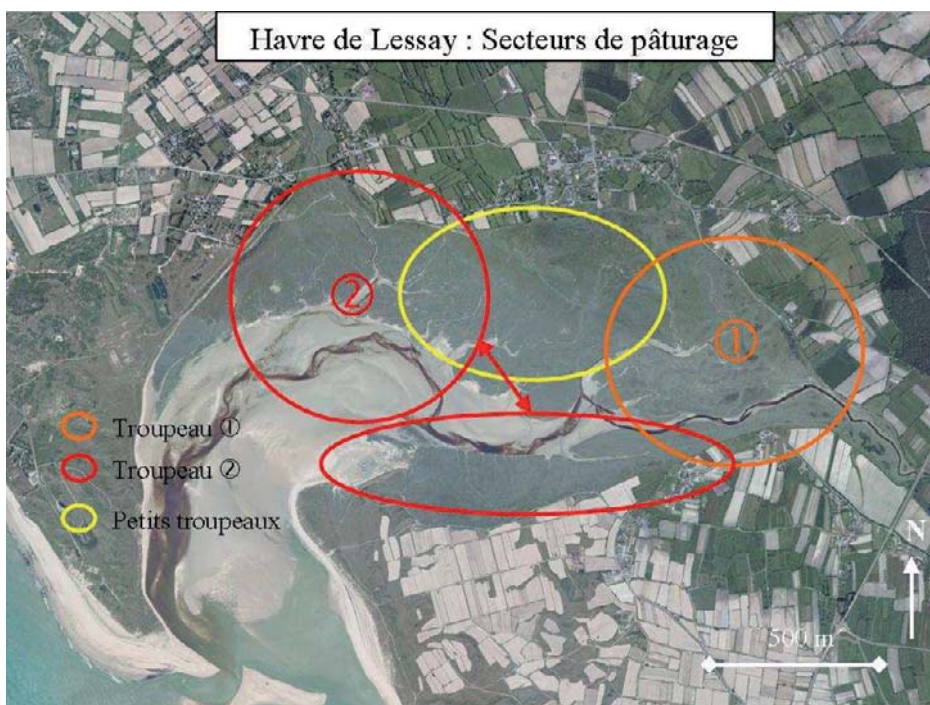 Havre de Lessay : Secteurs de pâturage
②
①
Troupeau ①
Troupeau ②
Petits troupeaux
N
500 m